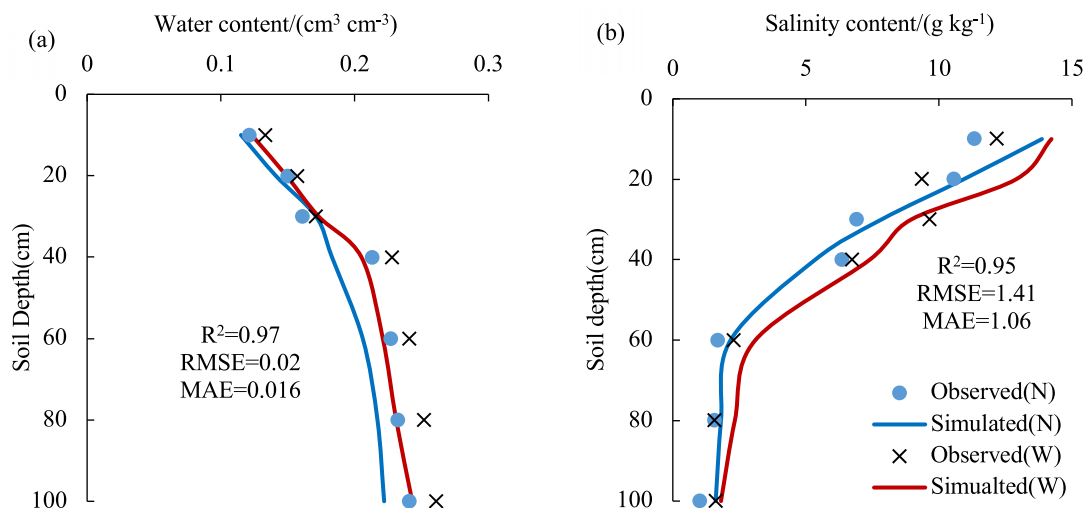 Water content/(cm³ cm⁻³)
(a)
0 0.1 0.2 0.3
0
20
40
60
80
100
Soil Depth(cm)
R²=0.97
RMSE=0.02
MAE=0.016
Salinity content/(g kg⁻¹)
(b)
0 5 10 15
0
20
40
60
80
100
Soil depth(cm)
R²=0.95
RMSE=1.41
MAE=1.06
Observed(N)
Simulated(N)
Observed(W)
Simualted(W)